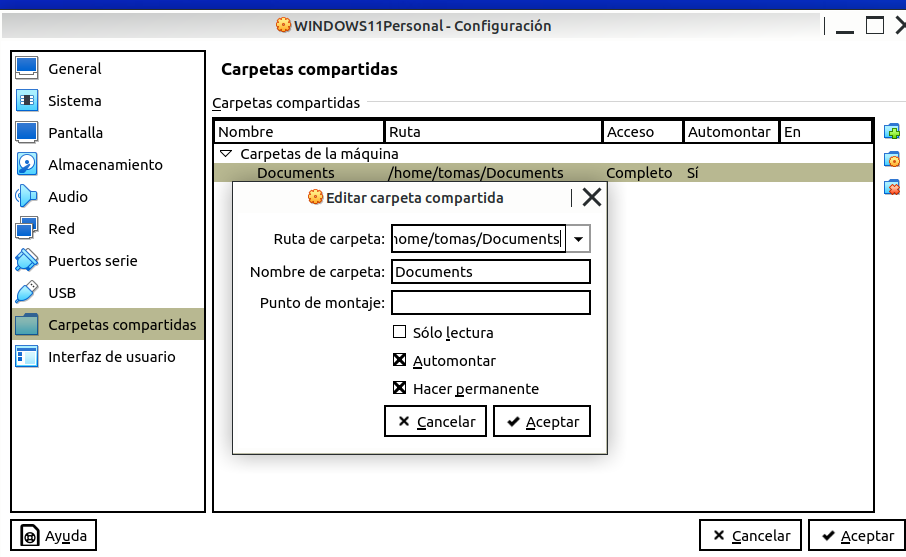 WINDOWS11Personal - Configuración
General
Sistema
Pantalla
Almacenamiento
Audio
Red
Puertos serie
USB
Carpetas compartidas
Interfaz de usuario
Carpetas compartidas
Carpetas compartidas
Nombre Ruta Acceso Automontar En
Carpetas de la máquina
Documents /home/tomas/Documents Completo Sí
Editar carpeta compartida
Ruta de carpeta: home/tomas/Documents
Nombre de carpeta: Documents
Punto de montaje:
Sólo lectura
Automontar
Hacer permanente
Cancelar Aceptar
Ayuda Cancelar Aceptar